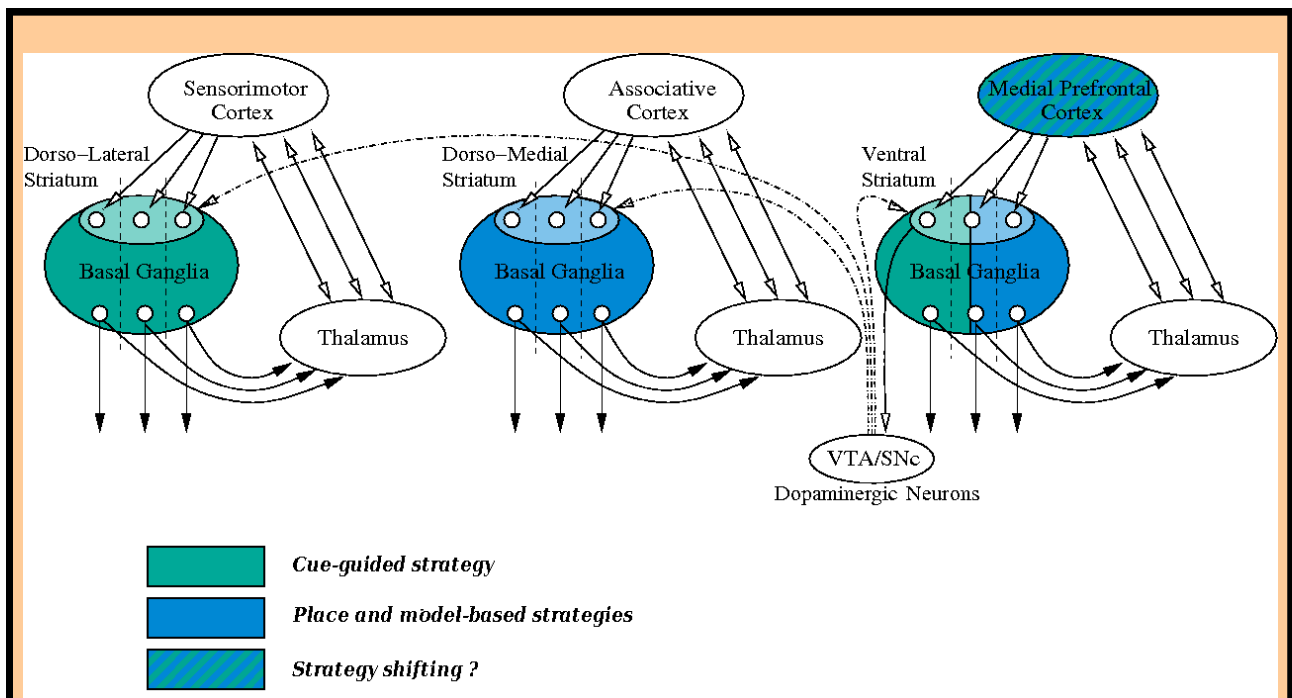 Sensorimotor
Cortex
Dorso–Lateral
Striatum
Basal Ganglia
Thalamus
Associative
Cortex
Dorso–Medial
Striatum
Basal Ganglia
Thalamus
Medial Prefrontal
Cortex
Ventral
Striatum
Basal Ganglia
Thalamus
VTA/SNc
Dopaminergic Neurons
Cue-guided strategy
Place and model-based strategies
Strategy shifting ?